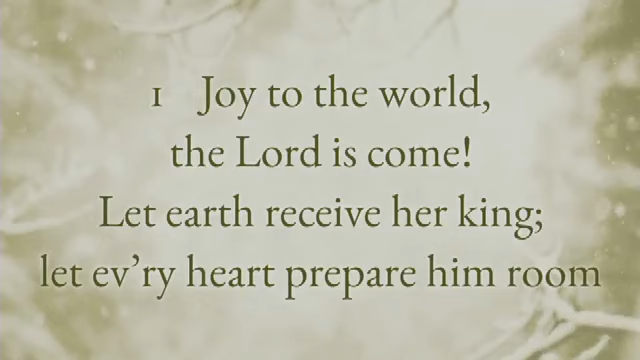 1 Joy to the world,
the Lord is come!
Let earth receive her king;
let ev’ry heart prepare him room